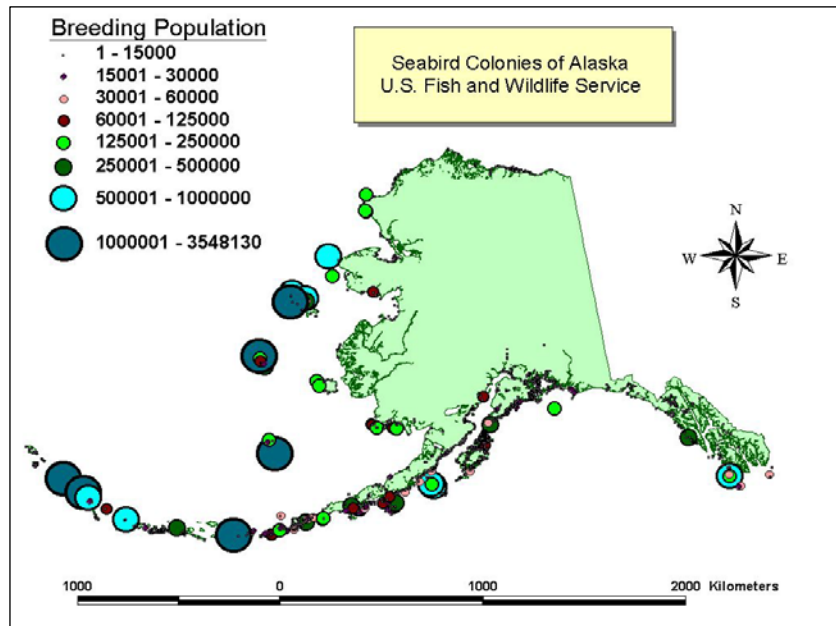 Breeding Population
1 - 15000
15001 - 30000
30001 - 60000
60001 - 125000
125001 - 250000
250001 - 500000
500001 - 1000000
1000001 - 3548130
Seabird Colonies of Alaska
U.S. Fish and Wildlife Service
N
W E
S
1000 0 1000 2000 Kilometers